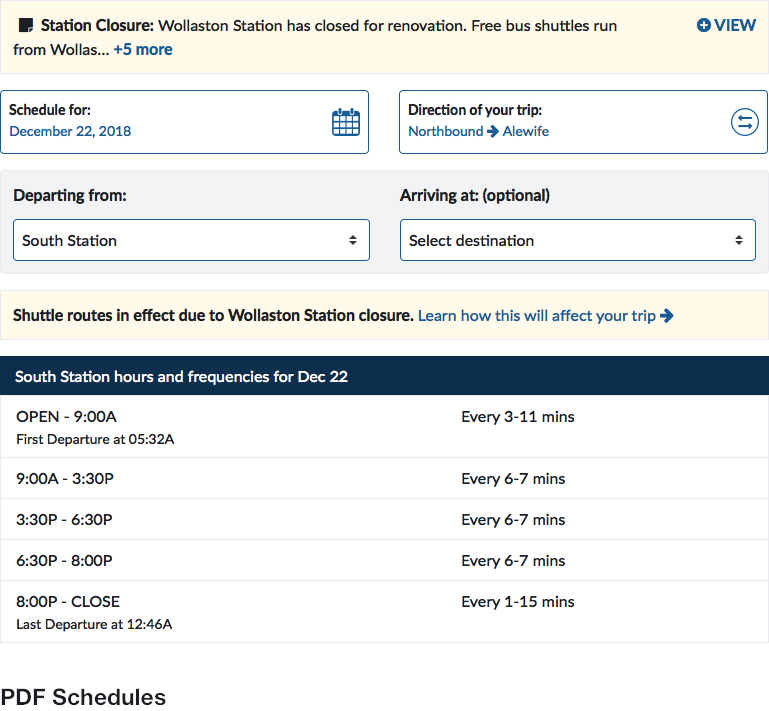 Station Closure: Wollaston Station has closed for renovation. Free bus shuttles run
from Wollas... +5 more
VIEW
Schedule for:
December 22, 2018
Direction of your trip:
Northbound Alewife
Departing from:
South Station
Arriving at: (optional)
Select destination
Shuttle routes in effect due to Wollaston Station closure. Learn how this will affect your trip
South Station hours and frequencies for Dec 22
OPEN - 9:00A Every 3-11 mins
First Departure at 05:32A
9:00A - 3:30P Every 6-7 mins
3:30P - 6:30P Every 6-7 mins
6:30P - 8:00P Every 6-7 mins
8:00P - CLOSE Every 1-15 mins
Last Departure at 12:46A
PDF Schedules